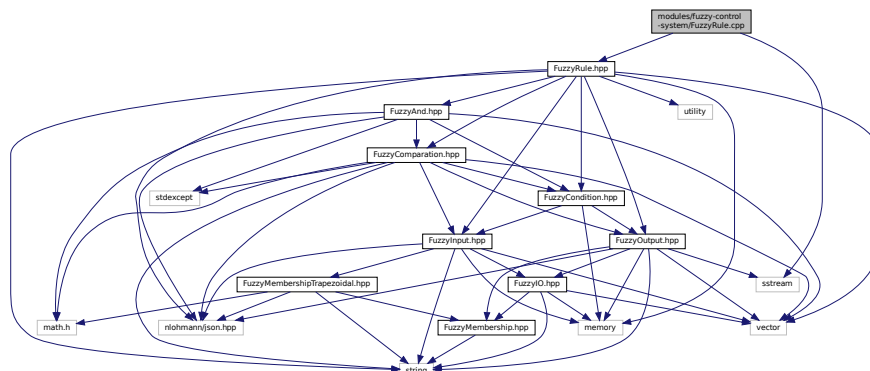 modules/fuzzy-control
-system/FuzzyRule.cpp
FuzzyRule.hpp
FuzzyAnd.hpp
utility
FuzzyComparation.hpp
stdexcept
FuzzyCondition.hpp
FuzzyInput.hpp
FuzzyOutput.hpp
FuzzyMembershipTrapezoidal.hpp
FuzzyIO.hpp
sstream
math.h
nlohmann/json.hpp
FuzzyMembership.hpp
memory
vector
string